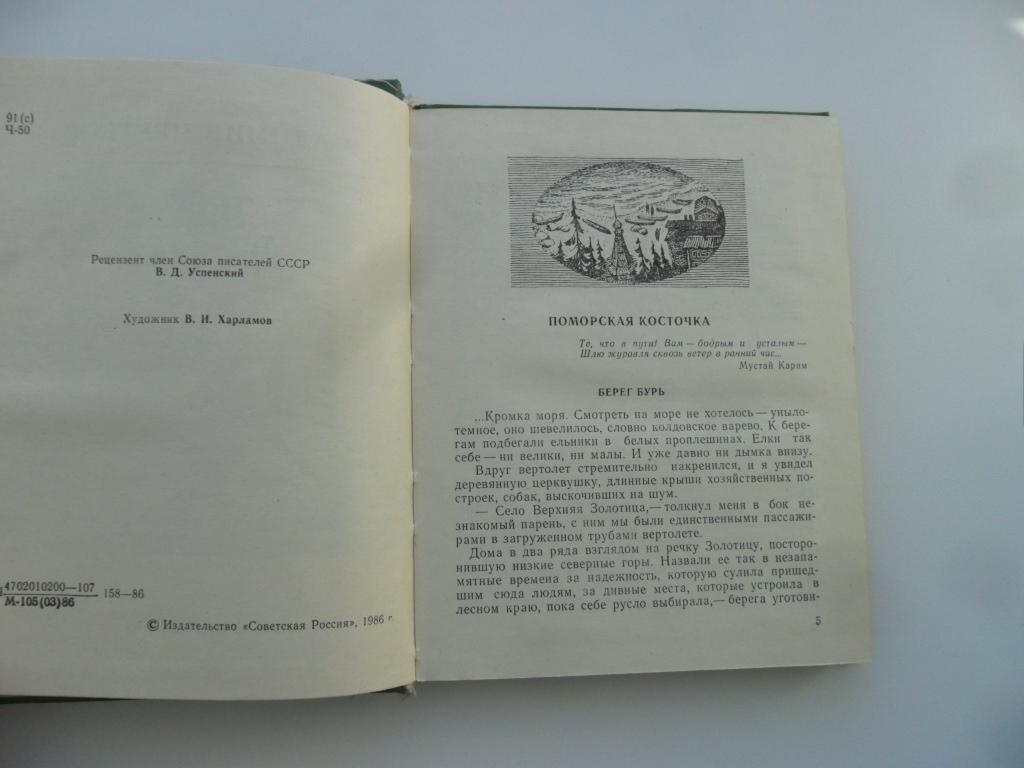 91(с)
Ч-50
Рецензент член Союза писателей СССР
В. Д. Успенский
Художник В. И. Харламов
4702010200—107
М-105(03)86
158—86
© Издательство «Советская Россия», 1986 г.
ПОМОРСКАЯ КОСТОЧКА
Те, что в пути! Вам — бодрым и усталым —
Шлю журавля сквозь ветер в ранний час...
Мустай Карим
БЕРЕГ БУРЬ
...Кромка моря. Смотреть на море не хотелось — уныло-
темное, оно шевелилось, словно колдовское варево. К бере-
гам подбегали ельники в белых проплешинах. Елки так
себе — ни велики, ни малы. И уже давно ни дымка внизу.
Вдруг вертолет стремительно накренился, и я увидел
деревянную церквушку, длинные крыши хозяйственных по-
строек, собак, выскочивших на шум.
— Село Верхняя Золотица,— толкнул меня в бок не-
знакомый парень, с ним мы были единственными пассажи-
рами в загруженном трубами вертолете.
Дома в два ряда взглядом на речку Золотицу, посторо-
нившую низкие северные горы. Назвали ее так в незапа-
мятные времена за надежность, которую сулила пришед-
шим сюда людям, за дивные места, которые устроила в
лесном краю, пока себе русло выбирала,— берега уготови-
5